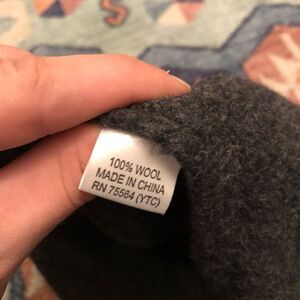 100% WOOL
MADE IN CHINA
RN 75564 (YTC)